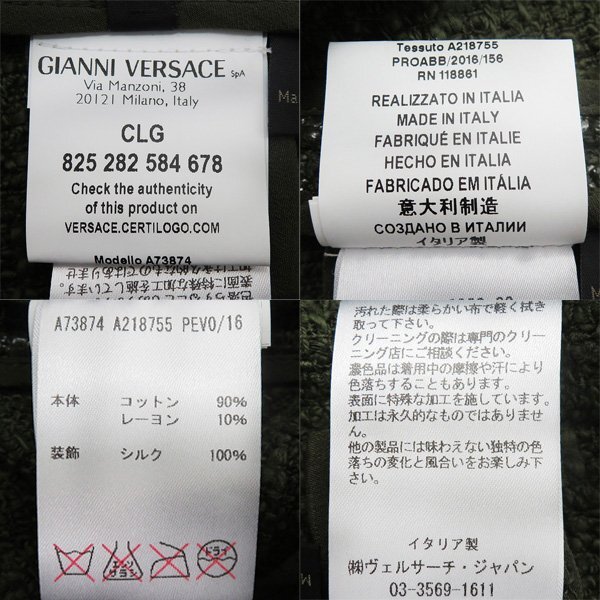 GIANNI VERSACE SpA
Via Manzoni, 38
20121 Milano, Italy
CLG
825 282 584 678
Check the authenticity
of this product on
VERSACE.CERTILOGO.COM
Modello A73874
Ma
Tessuto A218755
PROABB/2016/156
RN 118861
REALIZZATO IN ITALIA
MADE IN ITALY
FABRIQUÉ EN ITALIE
HECHO EN ITALIA
FABRICADO EM ITÁLIA
意大利制造
СОЗДАНО В ИТАЛИИ
イタリア製
A73874 A218755 PEVO/16
本体 コットン 90%
レーヨン 10%
装飾 シルク 100%
エンソ
サラシ
ドライ
汚れた際は柔らかい布で軽く拭き
取って下さい。
クリーニングの際は専門のクリー
ニング店にご相談ください。
濃色品は着用中の摩擦や汗により
色落ちすることがあります。
表面に特殊な加工を施しています。
加工は永久的なものではありませ
ん。
他の製品には味わえない独特の色
落ちの変化と風合いをお楽しみ下
さい。
イタリア製
㈱ヴェルサーチ・ジャパン
03-3569-1611